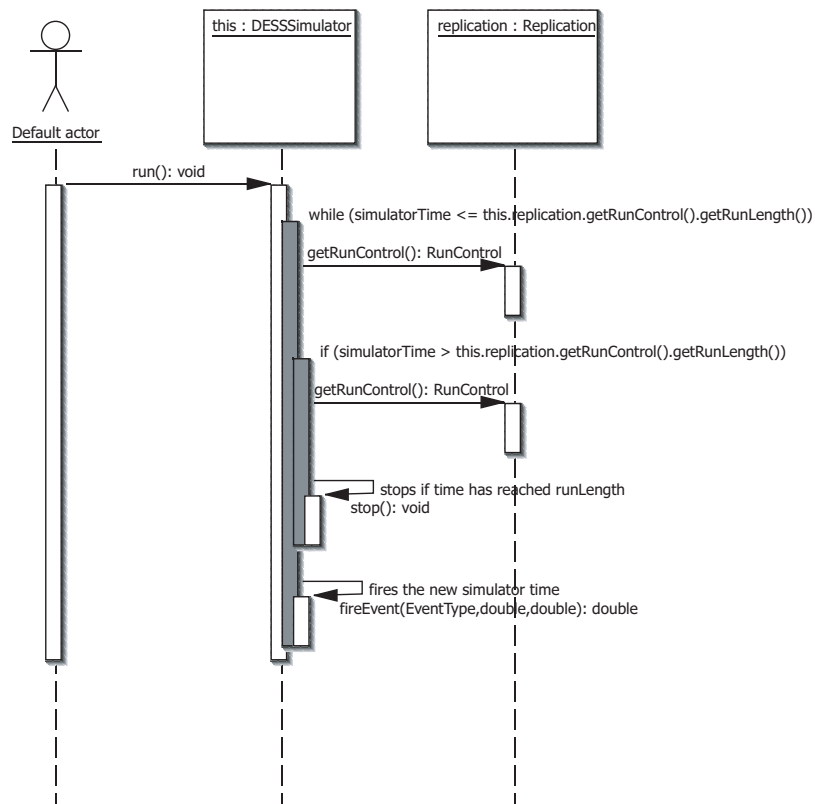 this : DESSSimulator
replication : Replication
Default actor
run(): void
while (simulatorTime <= this.replication.getRunControl().getRunLength())
getRunControl(): RunControl
if (simulatorTime > this.replication.getRunControl().getRunLength())
getRunControl(): RunControl
stops if time has reached runLength
stop(): void
fires the new simulator time
fireEvent(EventType,double,double): double